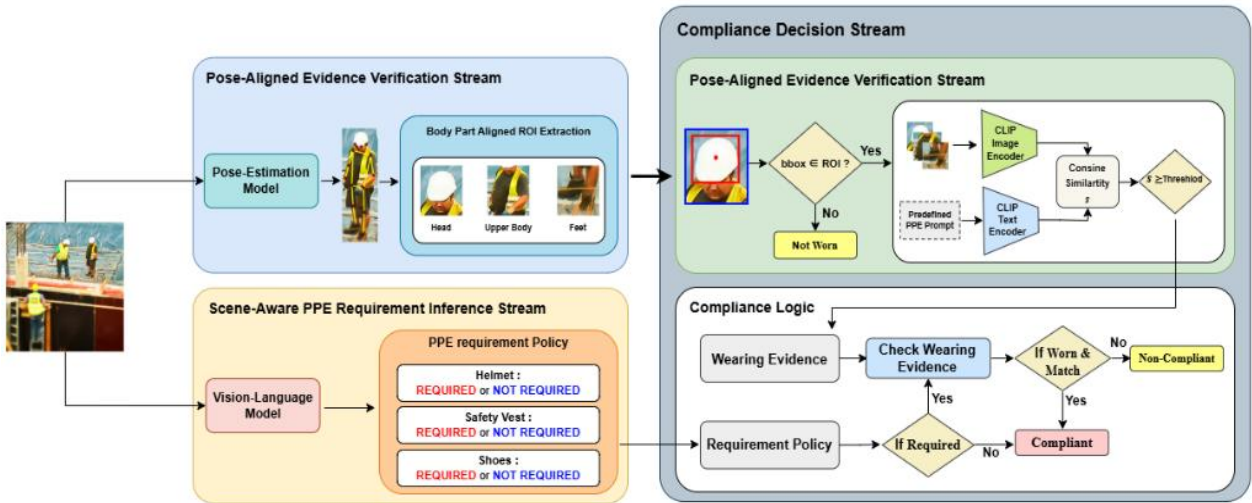 Compliance Decision Stream
Pose-Aligned Evidence Verification Stream
Pose-Estimation
Model
Body Part Aligned ROI Extraction
Head
Upper Body
Feet
Pose-Aligned Evidence Verification Stream
bbox ∈ ROI ?
Yes
No
Not Worn
CLIP
Image
Encoder
Predefined
PPE Prompt
CLIP
Text
Encoder
Consine
Similartity
s
s ≥Threshlod
Scene-Aware PPE Requirement Inference Stream
Vision-Language
Model
PPE requirement Policy
Helmet :
REQUIRED or NOT REQUIRED
Safety Vest :
REQUIRED or NOT REQUIRED
Shoes :
REQUIRED or NOT REQUIRED
Compliance Logic
Wearing Evidence
Check Wearing
Evidence
If Worn &
Match
No
Non-Compliant
Yes
Yes
Requirement Policy
If Required
No
Compliant